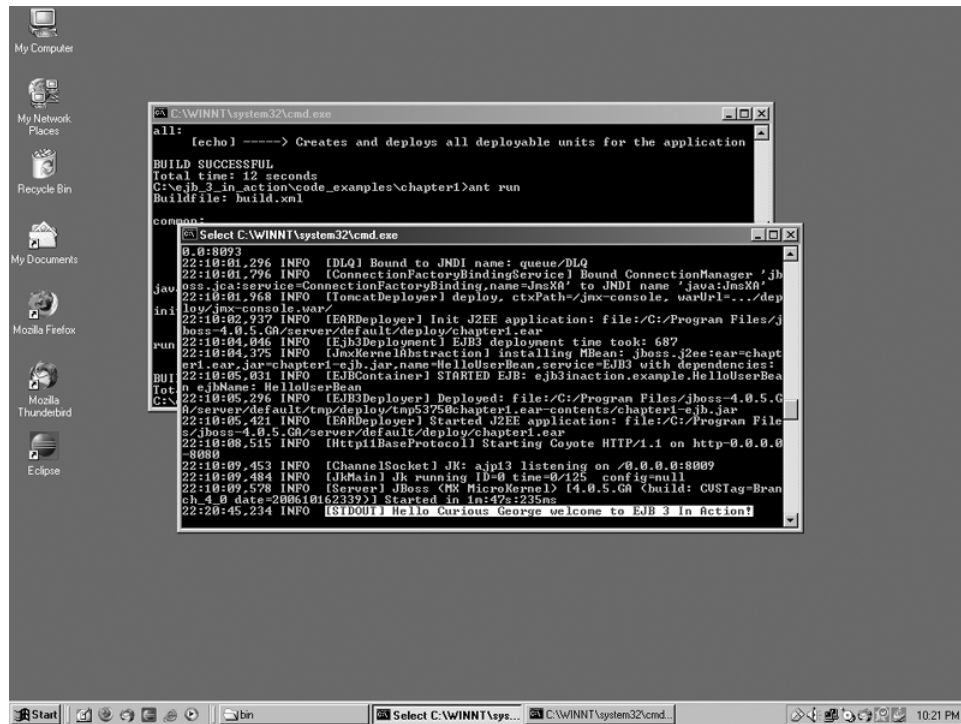 My Computer
My Network
Places
Recycle Bin
My Documents
Mozilla Firefox
Mozilla
Thunderbird
Eclipse
C:\WINNT\system32\cmd.exe
all:
[echo] -----> Creates and deploys all deployable units for the application
BUILD SUCCESSFUL
Total time: 12 seconds
C:\ejb_3_in_action\code_examples\chapter1>ant run
Buildfile: build.xml
common:
jav
ini
run
BUI
Tot
C:\
Select C:\WINNT\system32\cmd.exe
0.0:8093
22:10:01,296 INFO [DLQ] Bound to JNDI name: queue/DLQ
22:10:01,796 INFO [ConnectionFactoryBindingService] Bound ConnectionManager 'jb
oss.jca:service=ConnectionFactoryBinding,name=JmsXA' to JNDI name 'java:JmsXA'
22:10:01,968 INFO [TomcatDeployer] deploy, ctxPath=/jmx-console, warUrl=.../dep
loy/jmx-console.war/
22:10:02,937 INFO [EARDeployer] Init J2EE application: file:/C:/Program Files/j
boss-4.0.5.GA/server/default/deploy/chapter1.ear
22:10:04,046 INFO [Ejb3Deployment] EJB3 deployment time took: 687
22:10:04,375 INFO [JmxKernelAbstraction] installing MBean: jboss.j2ee:ear=chapt
er1.ear,jar=chapter1-ejb.jar,name=HelloUserBean,service=EJB3 with dependencies:
22:10:05,031 INFO [EJBContainer] STARTED EJB: ejb3inaction.example.HelloUserBea
n ejbName: HelloUserBean
22:10:05,296 INFO [EJB3Deployer] Deployed: file:/C:/Program Files/jboss-4.0.5.G
A/server/default/tmp/deploy/tmp53750chapter1.ear-contents/chapter1-ejb.jar
22:10:05,421 INFO [EARDeployer] Started J2EE application: file:/C:/Program File
s/jboss-4.0.5.GA/server/default/deploy/chapter1.ear
22:10:08,515 INFO [Http11BaseProtocol] Starting Coyote HTTP/1.1 on http-0.0.0.0
-8080
22:10:09,453 INFO [ChannelSocket] JK: ajp13 listening on /0.0.0.0:8009
22:10:09,484 INFO [JkMain] Jk running ID=0 time=0/125 config=null
22:10:09,578 INFO [Server] JBoss (MX MicroKernel) [4.0.5.GA (build: CVSTag=Bran
ch_4_0 date=200610162339)] Started in 1m:47s:235ms
22:20:45,234 INFO [STDOUT] Hello Curious George welcome to EJB 3 In Action!
Start
bin
Select C:\WINNT\sys...
C:\WINNT\system32\cmd...
10:21 PM